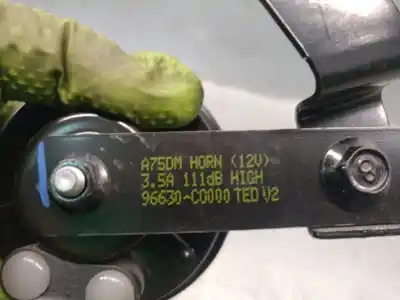 A75DM HORN (12V)
3.5A 111dB HIGH
96630-C0000 TED V2